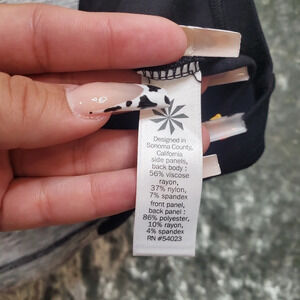 Designed in
Sonoma County,
California
side panels,
back body :
56% viscose
rayon,
37% nylon,
7% spandex
front panel,
back panel :
86% polyester,
10% rayon,
4% spandex
RN #54023